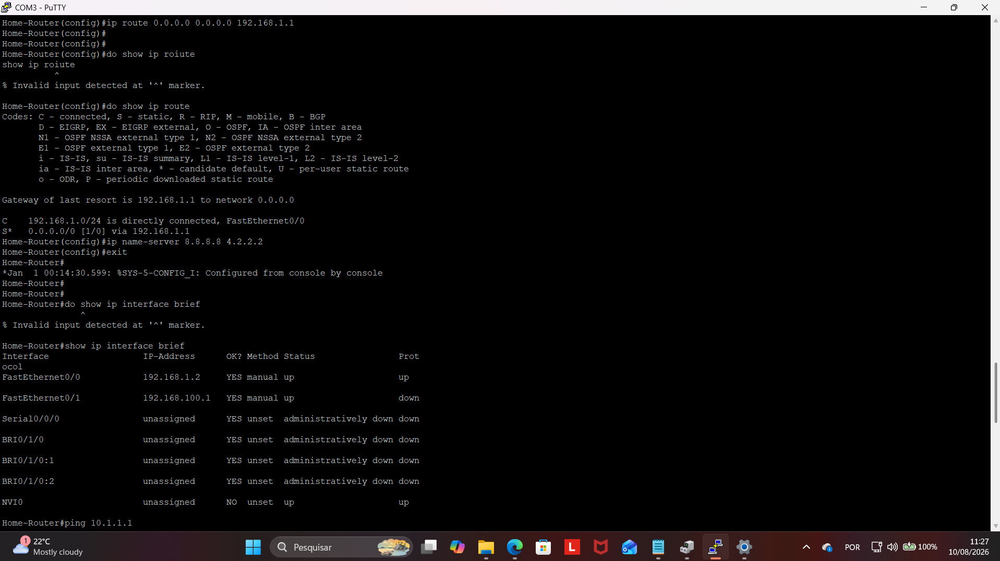 COM3 - PuTTY
Home-Router(config)#ip route 0.0.0.0 0.0.0.0 192.168.1.1
Home-Router(config)#
Home-Router(config)#
Home-Router(config)#do show ip roiute
show ip roiute
^
% Invalid input detected at '^' marker.
Home-Router(config)#do show ip route
Codes: C - connected, S - static, R - RIP, M - mobile, B - BGP
D - EIGRP, EX - EIGRP external, O - OSPF, IA - OSPF inter area
N1 - OSPF NSSA external type 1, N2 - OSPF NSSA external type 2
E1 - OSPF external type 1, E2 - OSPF external type 2
i - IS-IS, su - IS-IS summary, L1 - IS-IS level-1, L2 - IS-IS level-2
ia - IS-IS inter area, * - candidate default, U - per-user static route
o - ODR, P - periodic downloaded static route
Gateway of last resort is 192.168.1.1 to network 0.0.0.0
C    192.168.1.0/24 is directly connected, FastEthernet0/0
S*   0.0.0.0/0 [1/0] via 192.168.1.1
Home-Router(config)#ip name-server 8.8.8.8 4.2.2.2
Home-Router(config)#exit
Home-Router#
*Jan  1 00:14:30.599: %SYS-5-CONFIG_I: Configured from console by console
Home-Router#
Home-Router#
Home-Router#do show ip interface brief
^
% Invalid input detected at '^' marker.
Home-Router#show ip interface brief
Interface                  IP-Address      OK? Method Status                Prot
ocol
FastEthernet0/0            192.168.1.2     YES manual up                    up
FastEthernet0/1            192.168.100.1   YES manual up                    down
Serial0/0/0                unassigned      YES unset  administratively down down
BRI0/1/0                   unassigned      YES unset  administratively down down
BRI0/1/0:1                 unassigned      YES unset  administratively down down
BRI0/1/0:2                 unassigned      YES unset  administratively down down
NVI0                       unassigned      NO  unset  up                    up
Home-Router#ping 10.1.1.1
1
22°C
Mostly cloudy
Pesquisar
L
POR
100%
11:27
10/08/2026